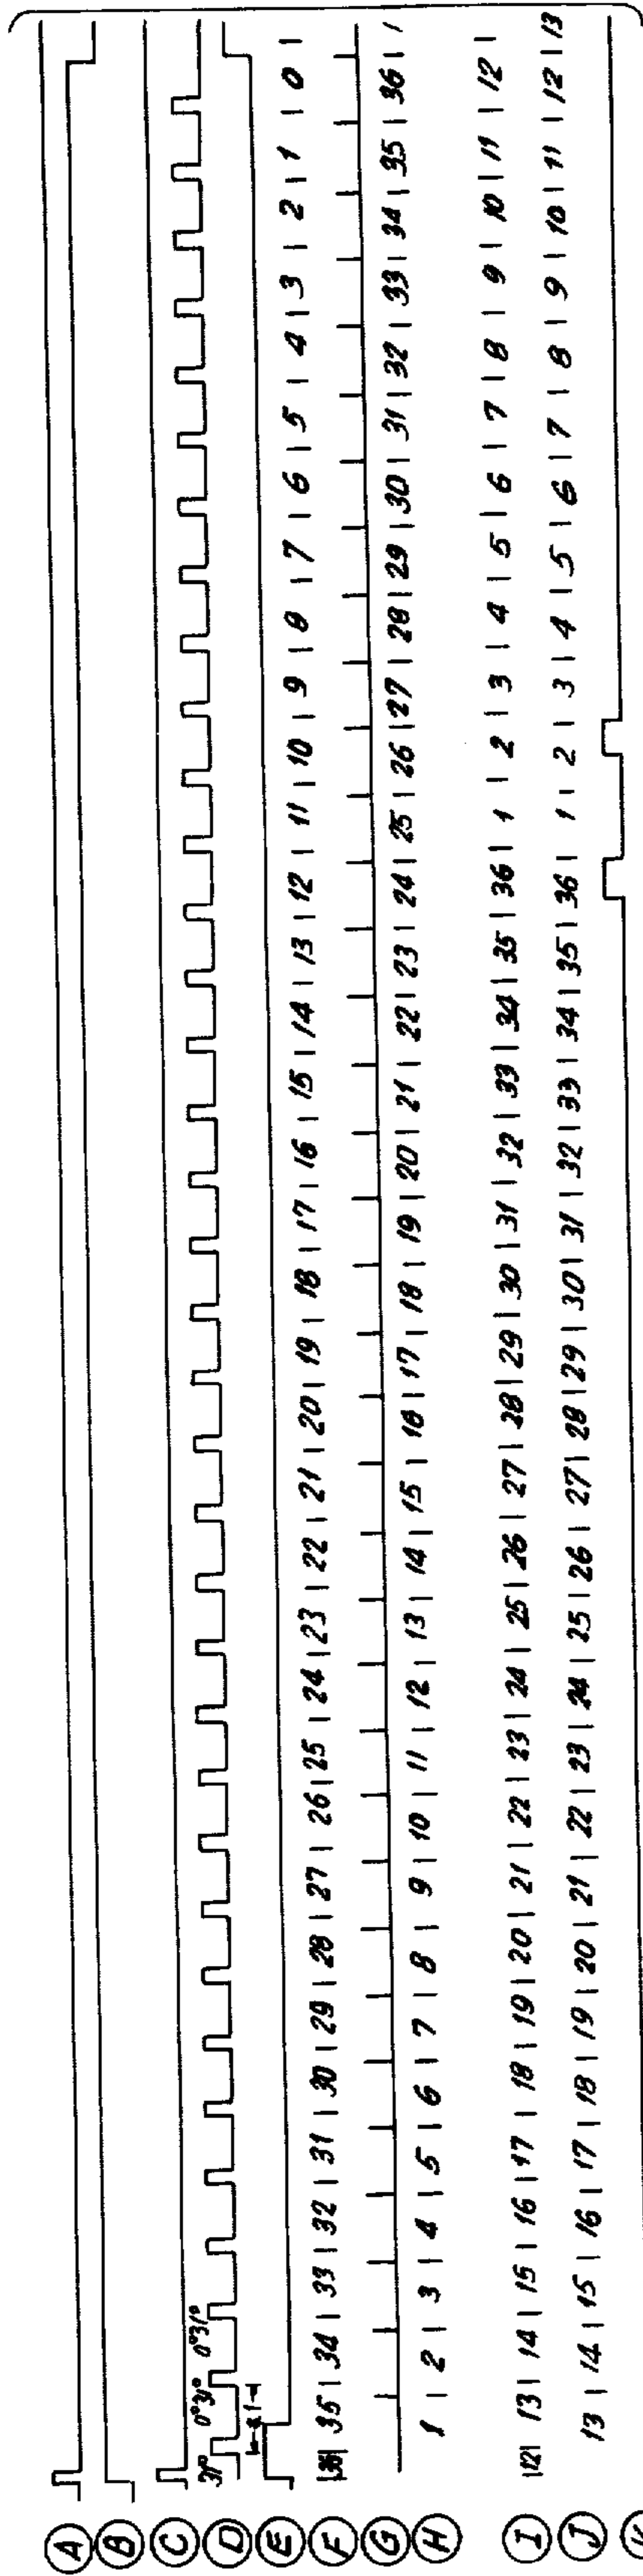 A
B
C
D 31° 0°31° 0°31°
E
F |36| 35 | 34 | 33 | 32 | 31 | 30 | 29 | 28 | 27 | 26 | 25 | 24 | 23 | 22 | 21 | 20 | 19 | 18 | 17 | 16 | 15 | 14 | 13 | 12 | 11 | 10 | 9 | 8 | 7 | 6 | 5 | 4 | 3 | 2 | 1 | 0 |
G
H 1 | 2 | 3 | 4 | 5 | 6 | 7 | 8 | 9 | 10 | 11 | 12 | 13 | 14 | 15 | 16 | 17 | 18 | 19 | 20 | 21 | 22 | 23 | 24 | 25 | 26 | 27 | 28 | 29 | 30 | 31 | 32 | 33 | 34 | 35 | 36 | 1
I |12| 13 | 14 | 15 | 16 | 17 | 18 | 19 | 20 | 21 | 22 | 23 | 24 | 25 | 26 | 27 | 28 | 29 | 30 | 31 | 32 | 33 | 34 | 35 | 36 | 1 | 2 | 3 | 4 | 5 | 6 | 7 | 8 | 9 | 10 | 11 | 12 |
J 13 | 14 | 15 | 16 | 17 | 18 | 19 | 20 | 21 | 22 | 23 | 24 | 25 | 26 | 27 | 28 | 29 | 30 | 31 | 32 | 33 | 34 | 35 | 36 | 1 | 2 | 3 | 4 | 5 | 6 | 7 | 8 | 9 | 10 | 11 | 12 | 13
K